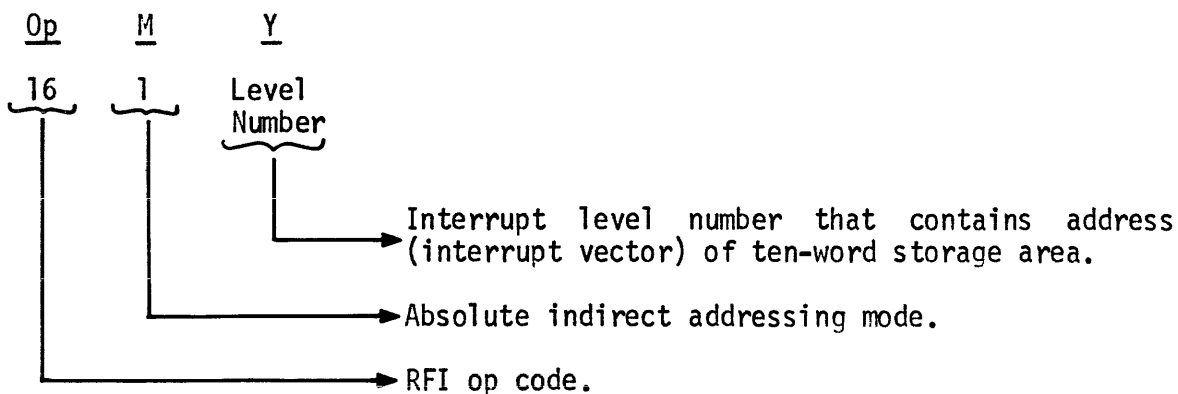 Op M Y
16 1 Level
Number
Interrupt level number that contains address
(interrupt vector) of ten-word storage area.
Absolute indirect addressing mode.
RFI op code.